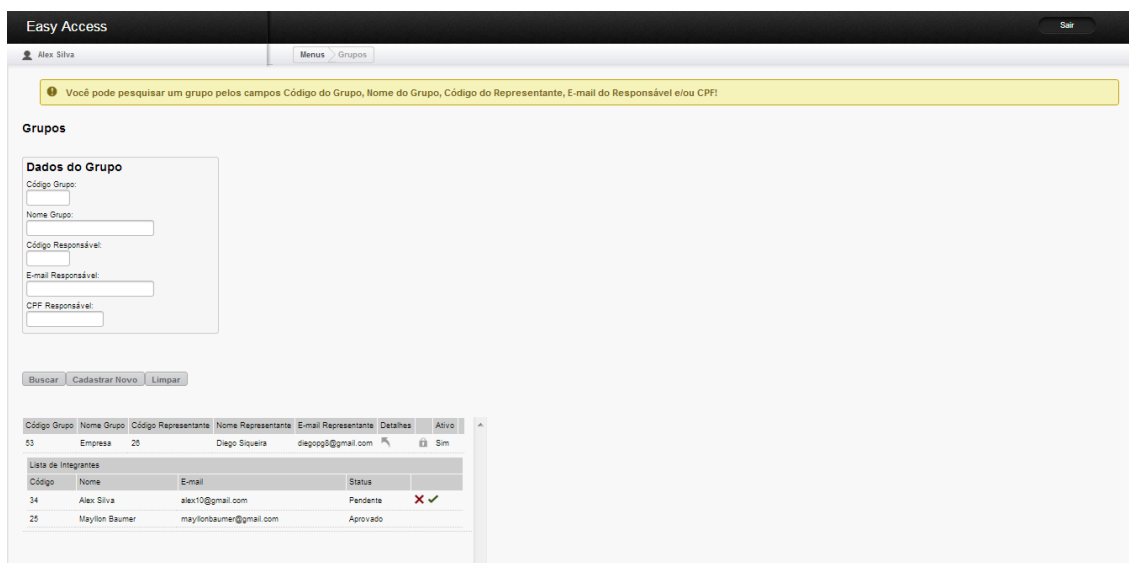 Easy Access
Sair
Alex Silva
Menus Grupos
Você pode pesquisar um grupo pelos campos Código do Grupo, Nome do Grupo, Código do Representante, E-mail do Responsável e/ou CPF!
Grupos
Dados do Grupo
Código Grupo:
Nome Grupo:
Código Responsável:
E-mail Responsável:
CPF Responsável:
Buscar Cadastrar Novo Limpar
Código Grupo Nome Grupo Código Representante Nome Representante E-mail Representante Detalhes Ativo
53 Empresa 26 Diego Siqueira diegopg8@gmail.com Sim
Lista de Integrantes
Código Nome E-mail Status
34 Alex Silva alex10@gmail.com Pendente
25 Mayllon Baumer mayllonbaumer@gmail.com Aprovado